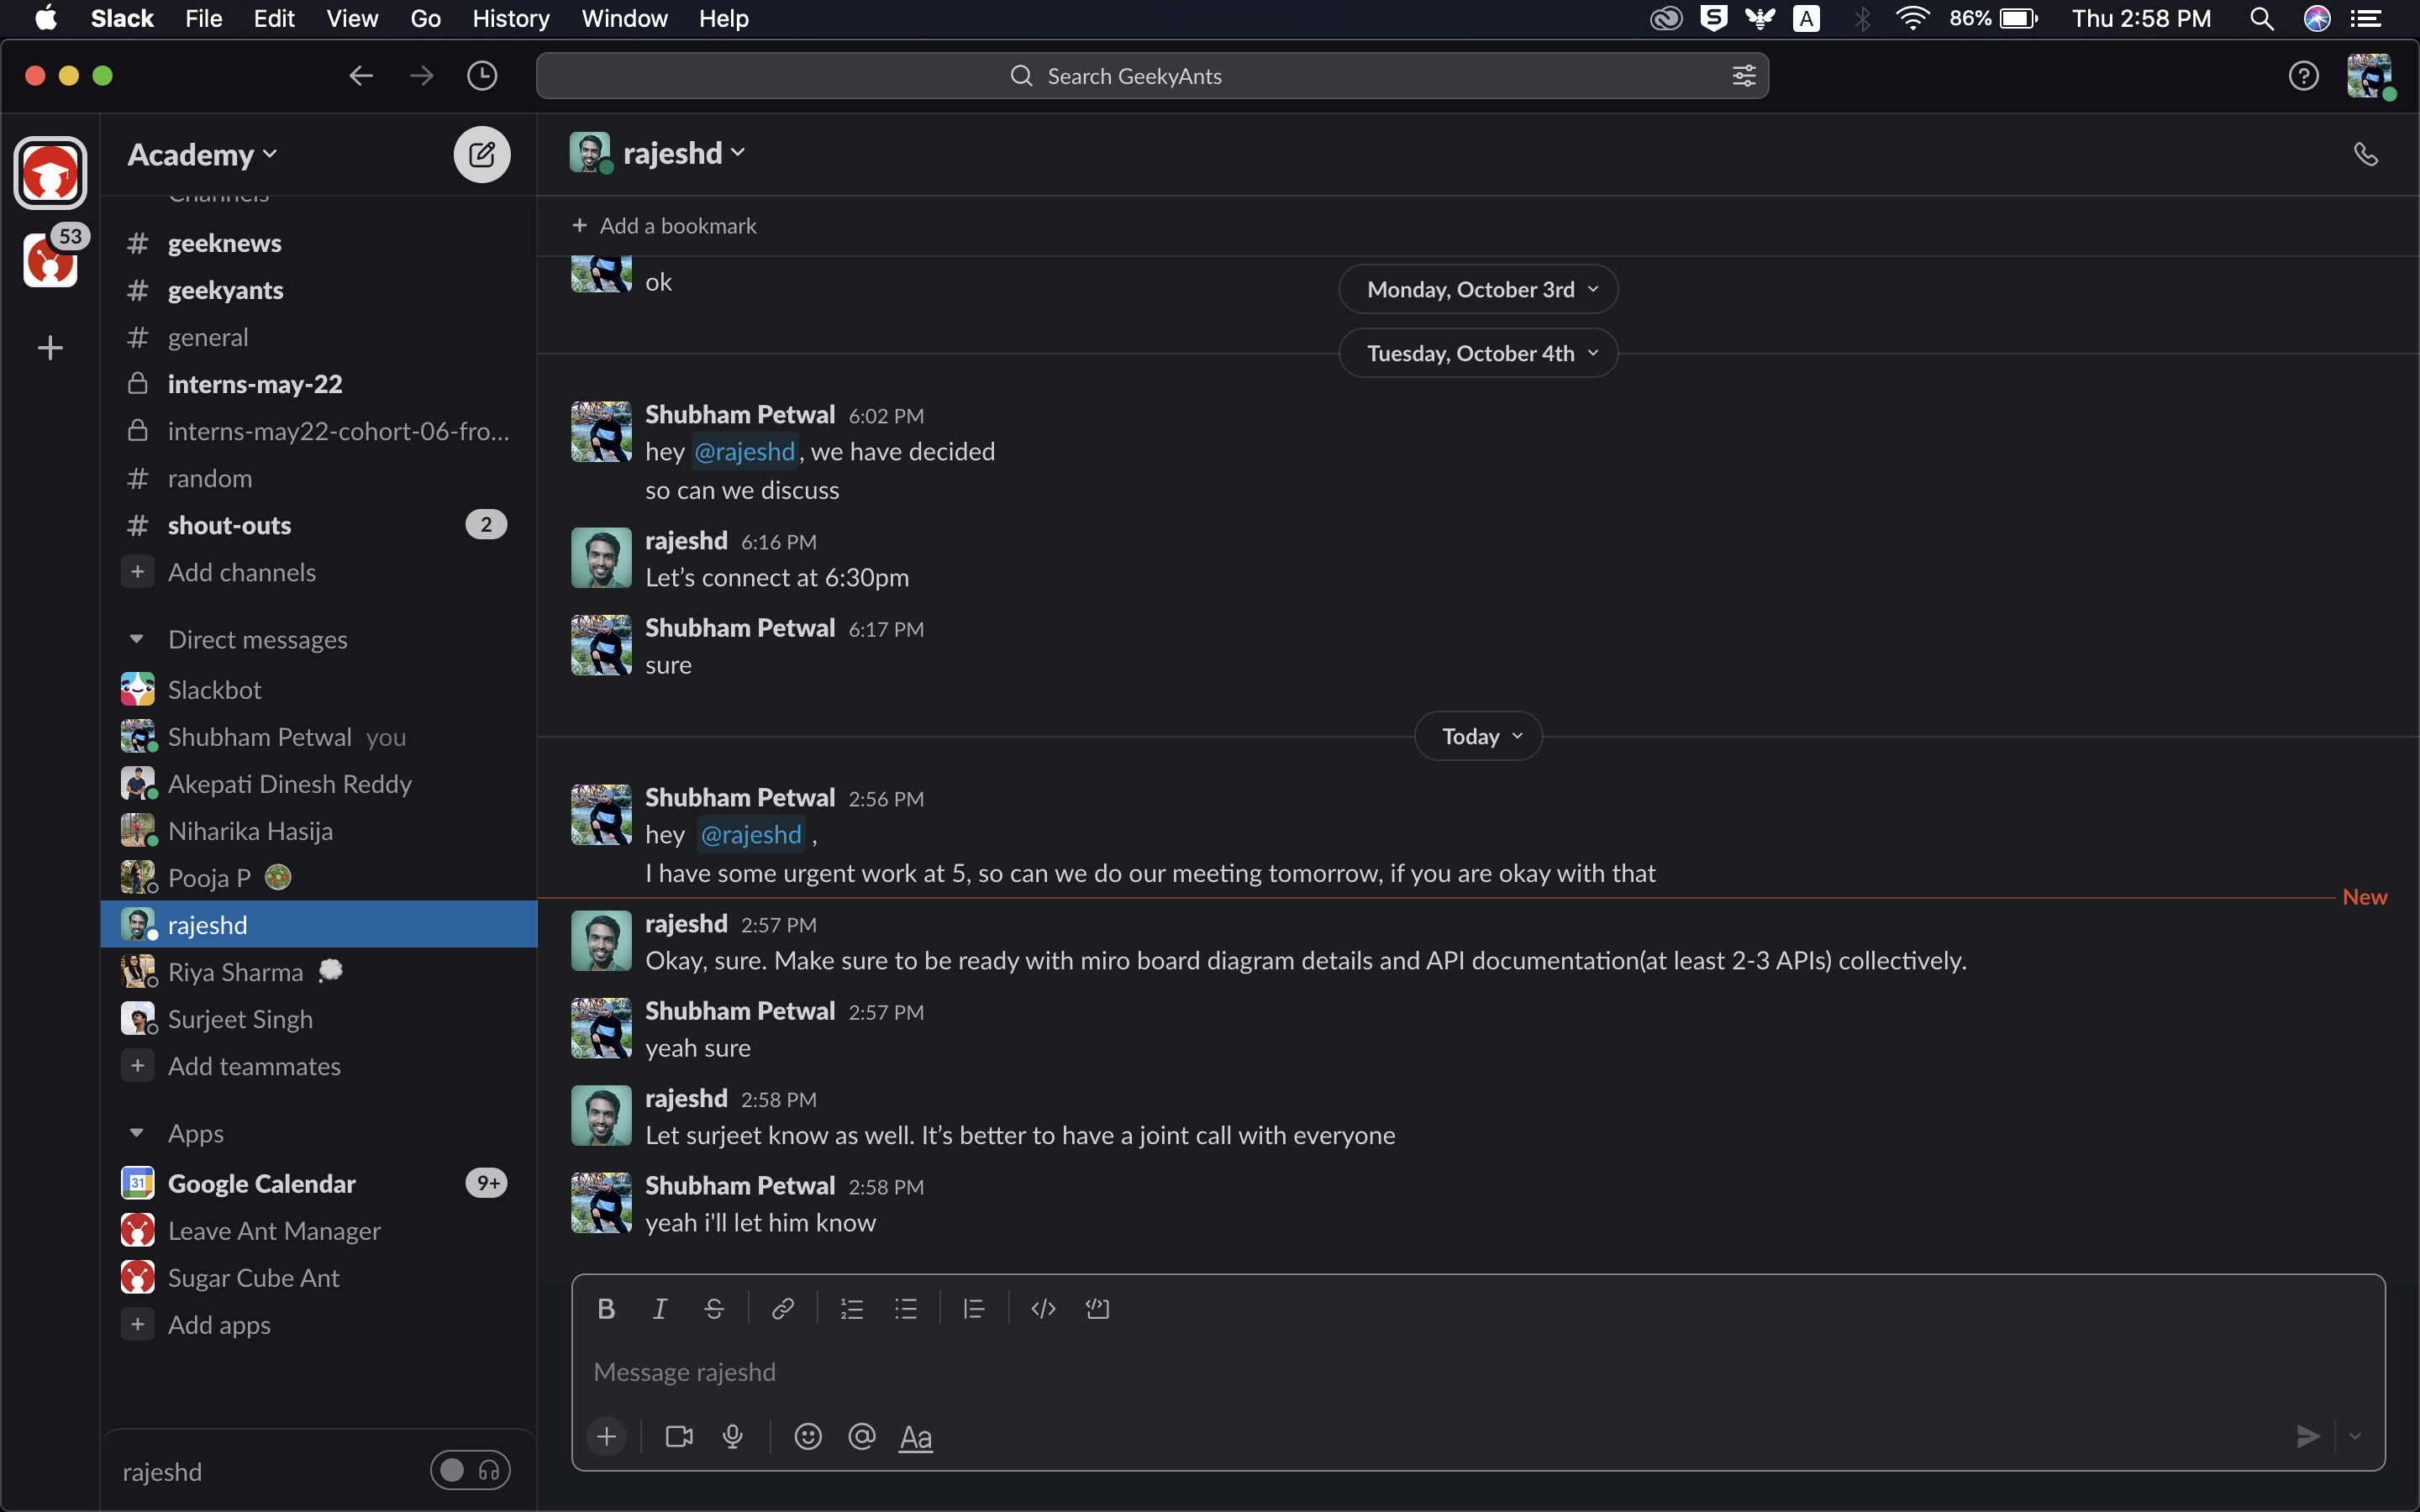 Slack File Edit View Go History Window Help
A
86%
Thu 2:58 PM
Search GeekyAnts
53
Academy
Channels
# geeknews
# geekyants
# general
interns-may-22
interns-may22-cohort-06-fro...
# random
# shout-outs 2
+ Add channels
Direct messages
Slackbot
Shubham Petwal you
Akepati Dinesh Reddy
Niharika Hasija
Pooja P
rajeshd
Riya Sharma
Surjeet Singh
+ Add teammates
Apps
31 Google Calendar 9+
Leave Ant Manager
Sugar Cube Ant
+ Add apps
rajeshd
rajeshd
+ Add a bookmark
ok
Monday, October 3rd
Tuesday, October 4th
Shubham Petwal 6:02 PM
hey @rajeshd, we have decided
so can we discuss
rajeshd 6:16 PM
Let’s connect at 6:30pm
Shubham Petwal 6:17 PM
sure
Today
Shubham Petwal 2:56 PM
hey @rajeshd ,
I have some urgent work at 5, so can we do our meeting tomorrow, if you are okay with that
New
rajeshd 2:57 PM
Okay, sure. Make sure to be ready with miro board diagram details and API documentation(at least 2-3 APIs) collectively.
Shubham Petwal 2:57 PM
yeah sure
rajeshd 2:58 PM
Let surjeet know as well. It’s better to have a joint call with everyone
Shubham Petwal 2:58 PM
yeah i'll let him know
B I S
Message rajeshd
+ @ Aa